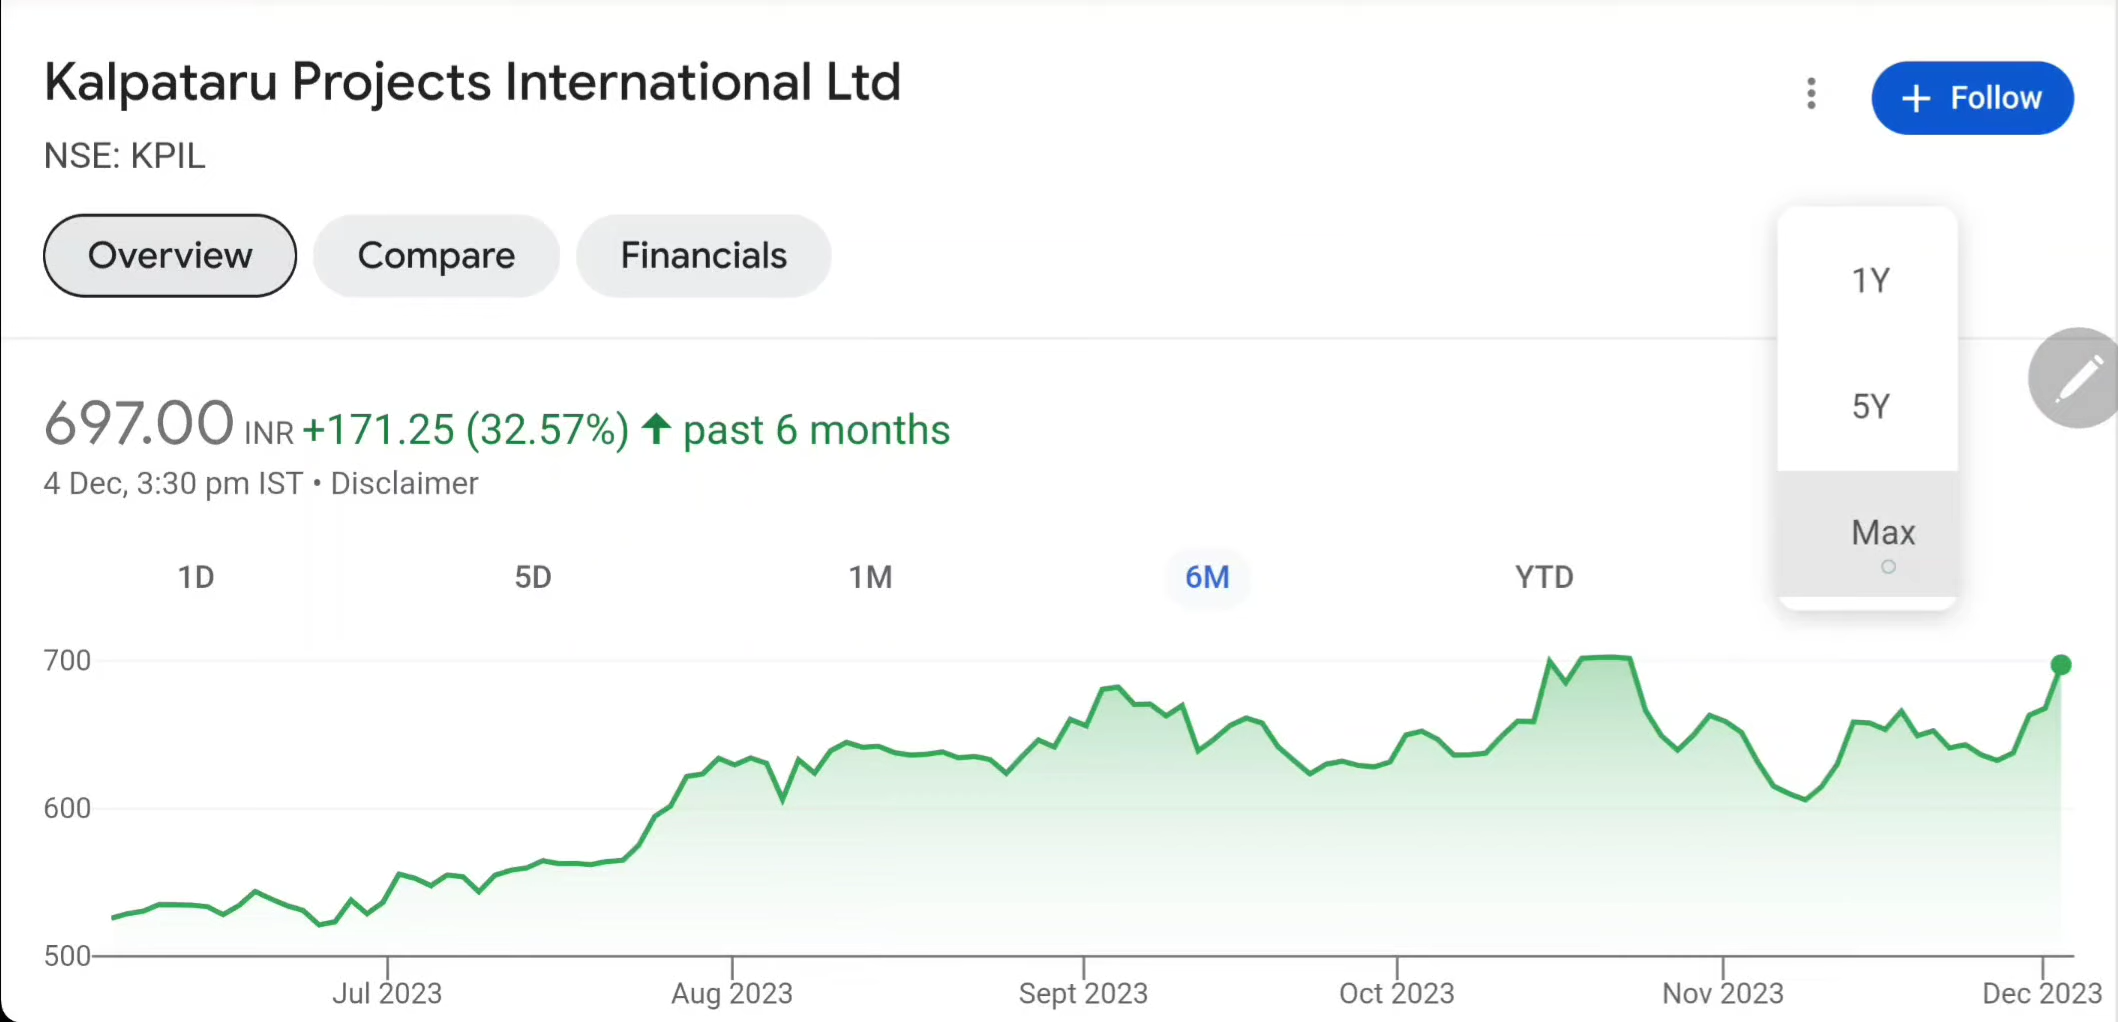 Kalpataru Projects International Ltd
+ Follow
NSE: KPIL
Overview
Compare
Financials
1Y
5Y
Max
697.00 INR +171.25 (32.57%) ↑ past 6 months
4 Dec, 3:30 pm IST • Disclaimer
1D 5D 1M 6M YTD
700
600
500
Jul 2023 Aug 2023 Sept 2023 Oct 2023 Nov 2023 Dec 2023